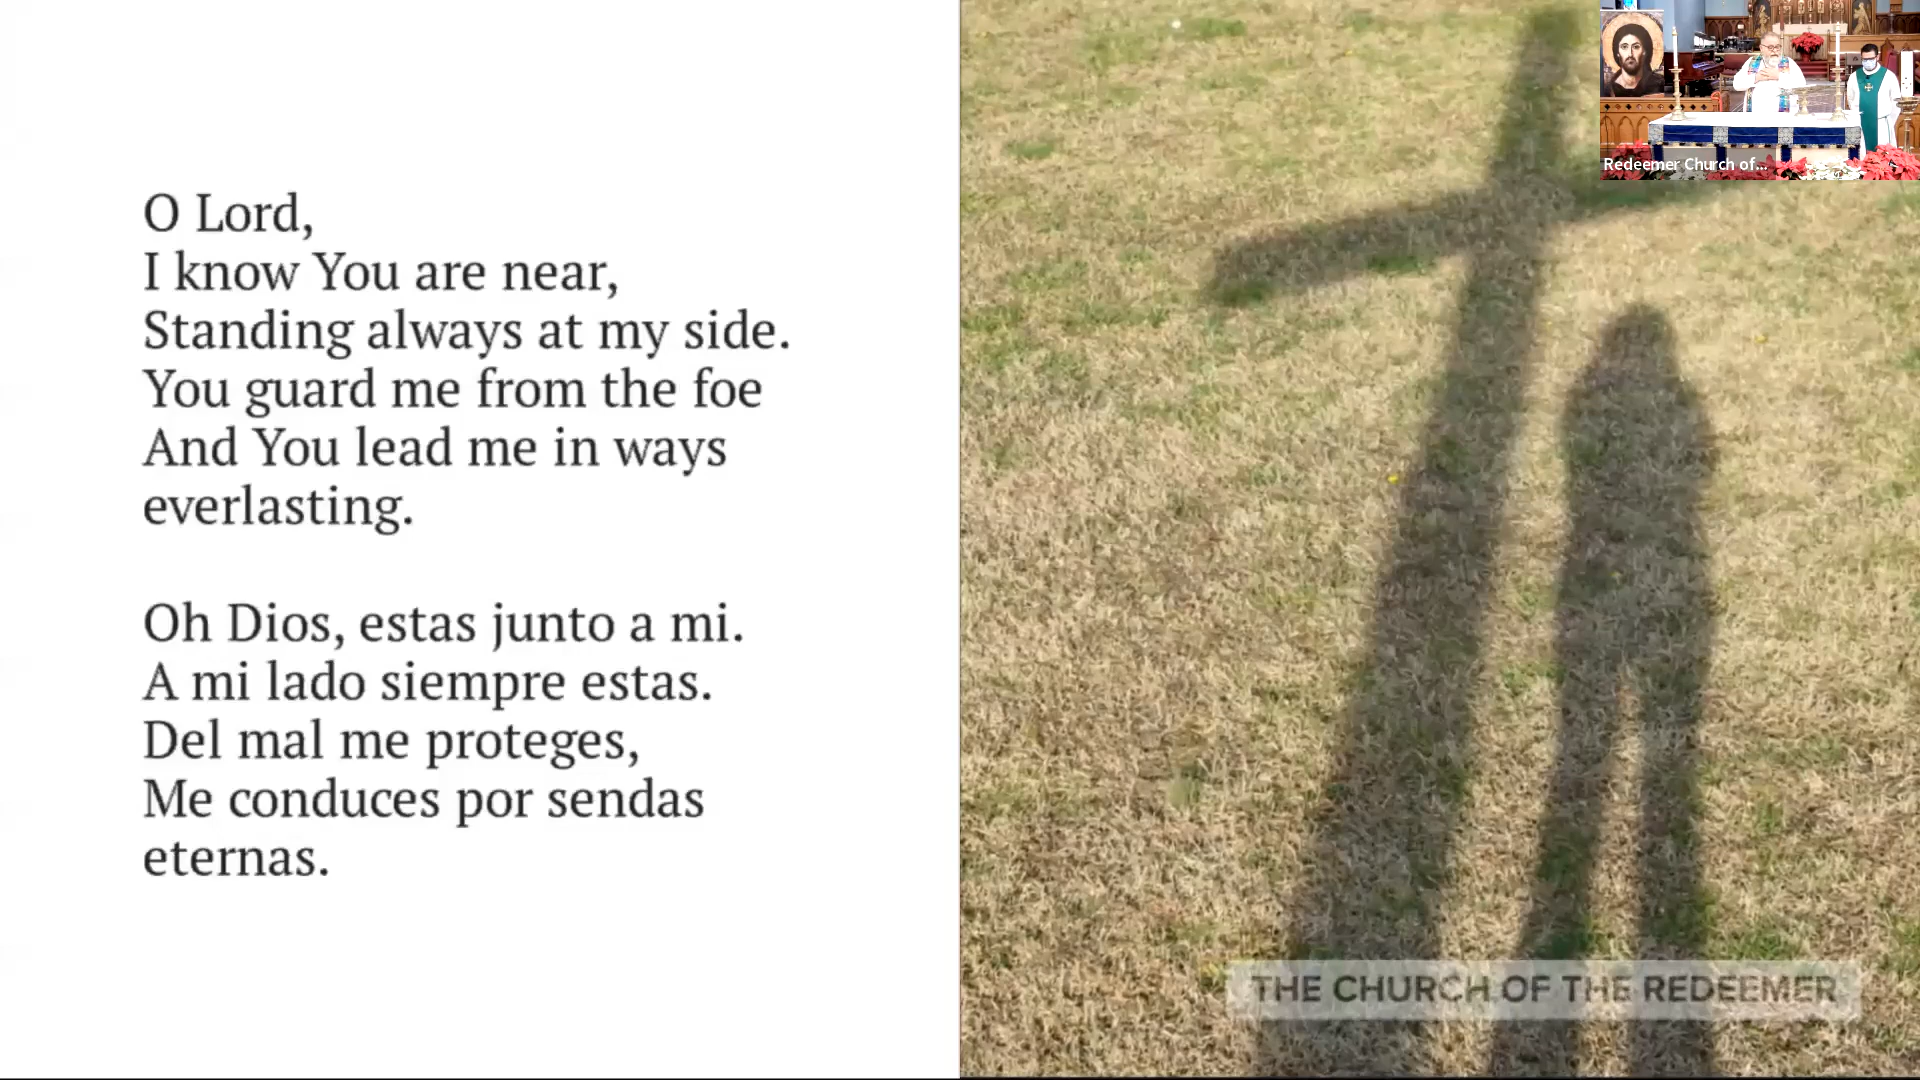 O Lord,
I know You are near,
Standing always at my side.
You guard me from the foe
And You lead me in ways
everlasting.
Oh Dios, estas junto a mi.
A mi lado siempre estas.
Del mal me proteges,
Me conduces por sendas
eternas.
Redeemer Church of...
THE CHURCH OF THE REDEEMER